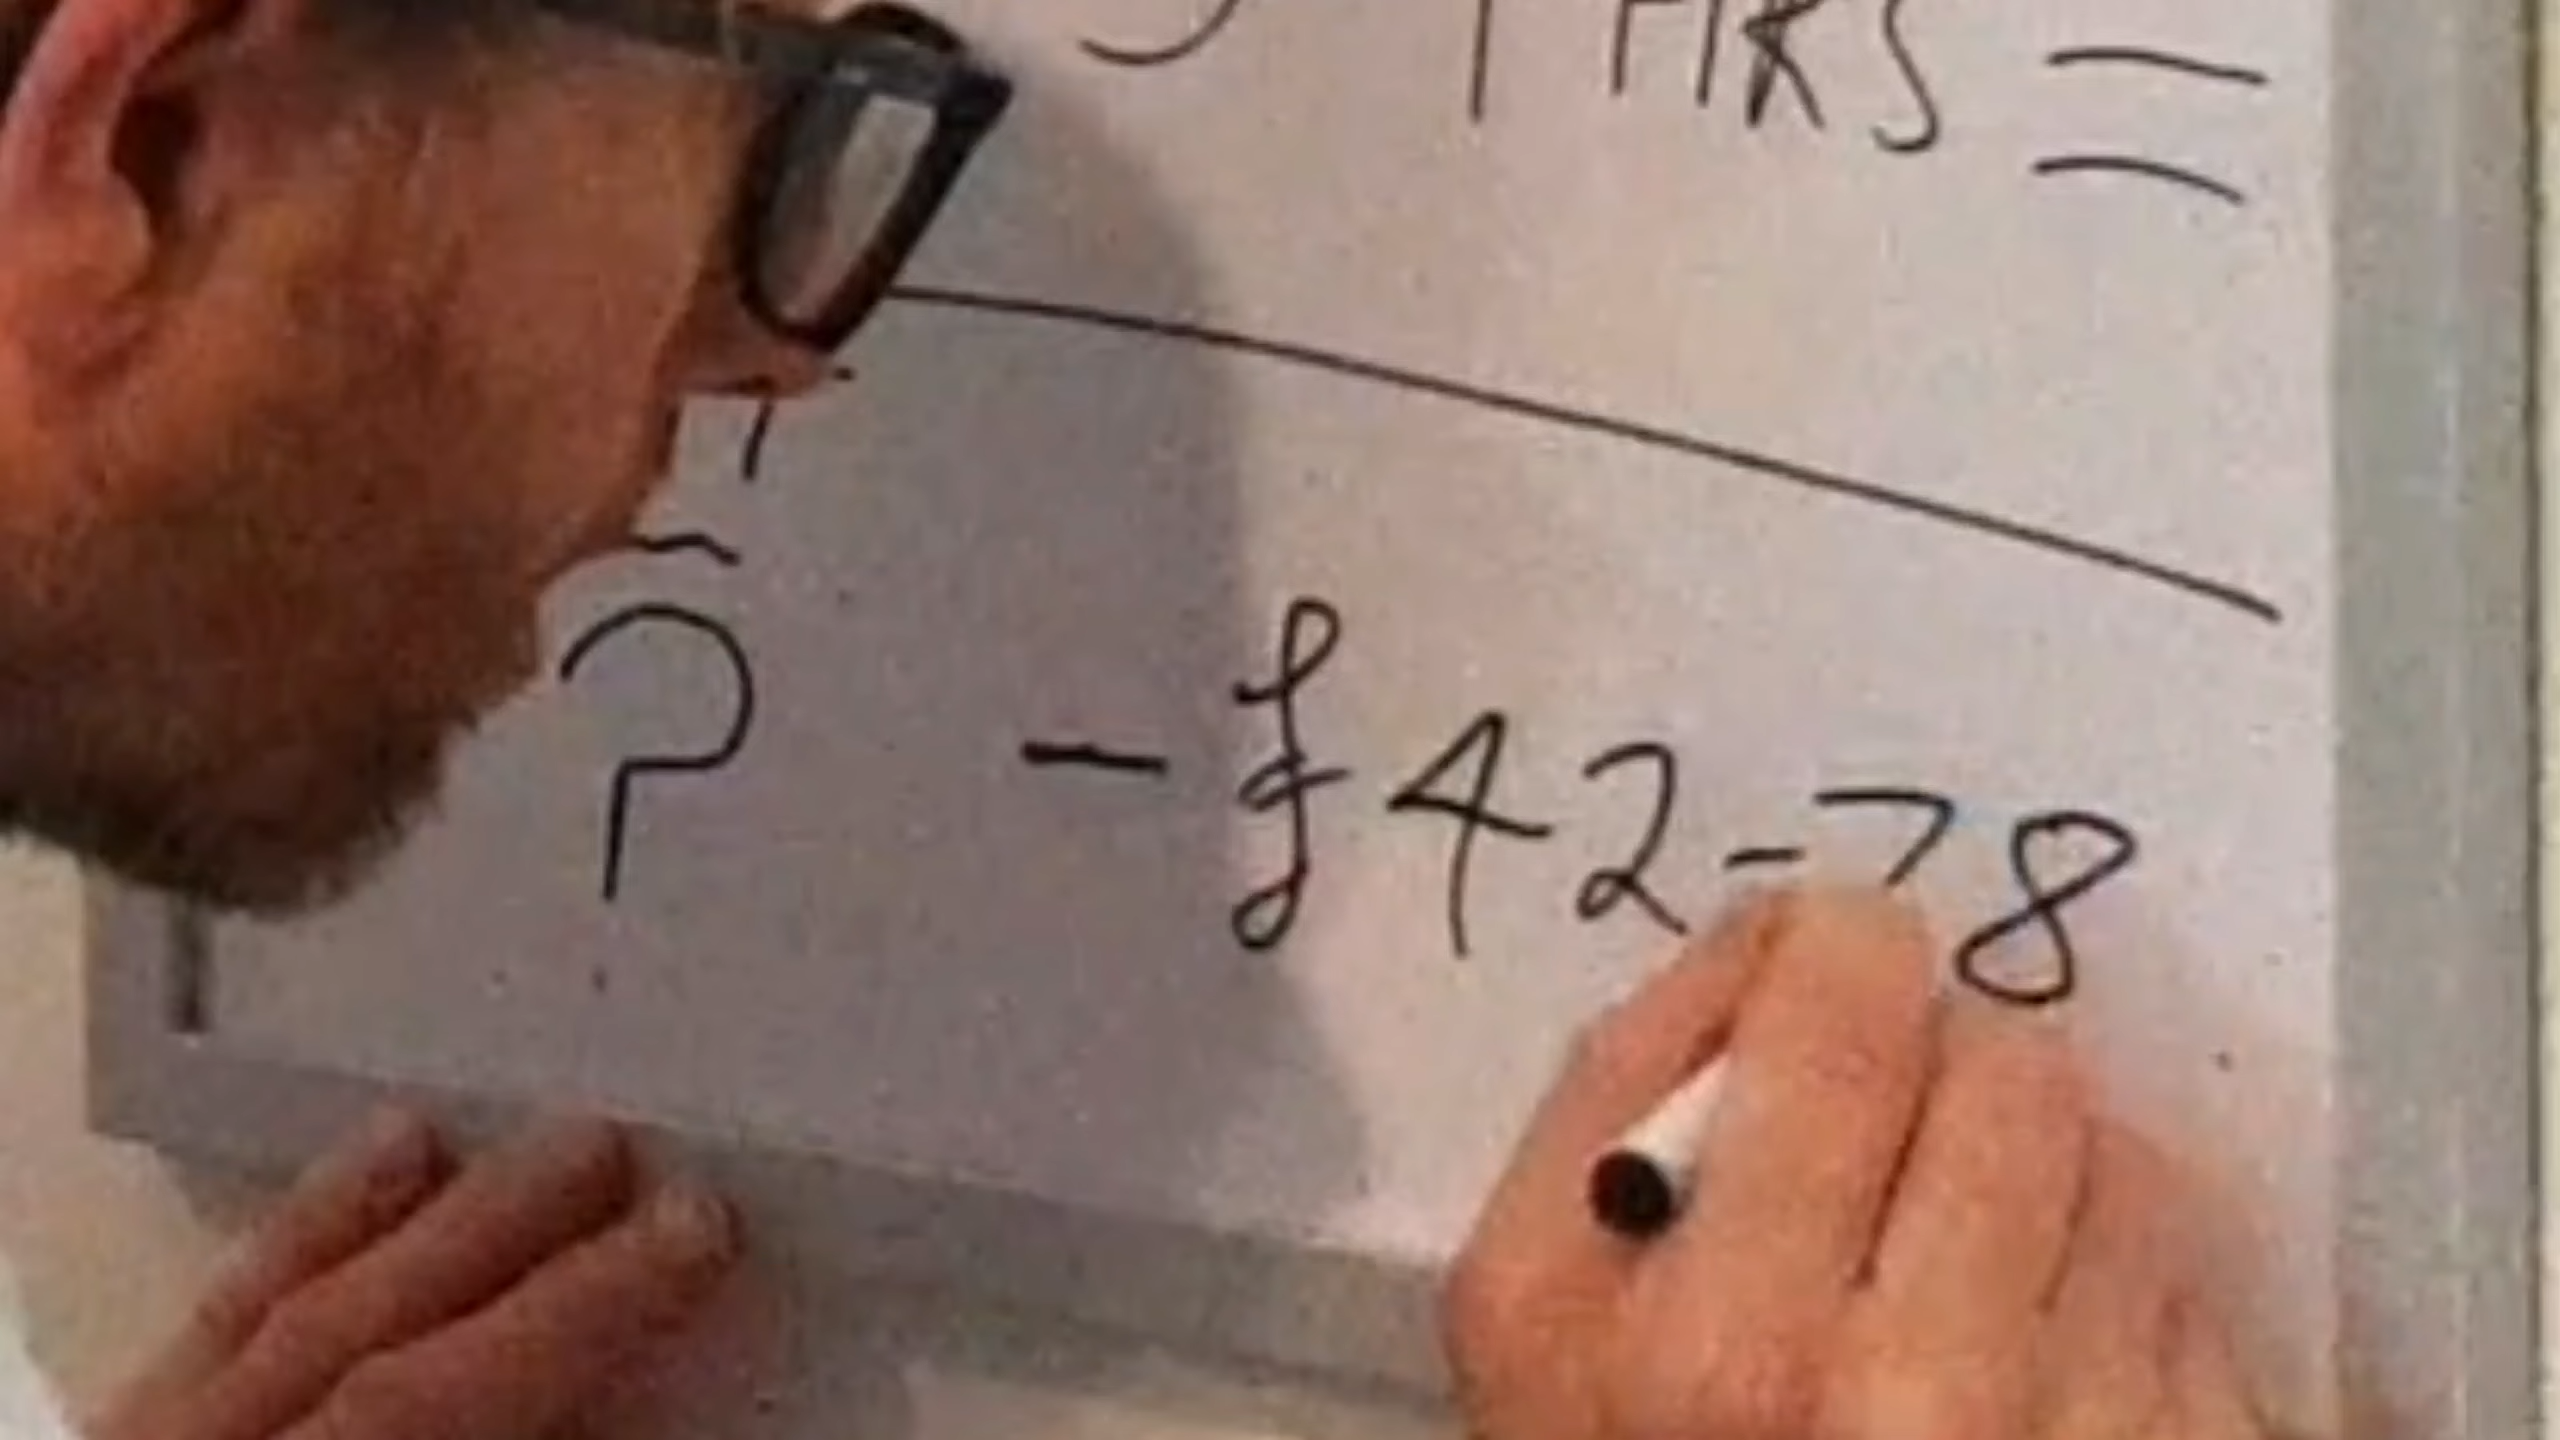 HRS =
? - £42-78